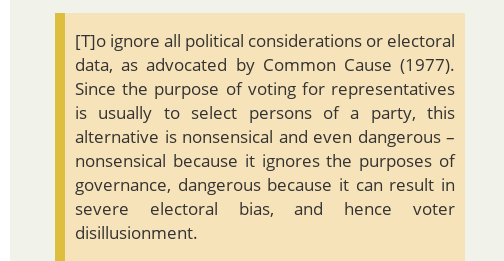 [T]o ignore all political considerations or electoral
data, as advocated by Common Cause (1977).
Since the purpose of voting for representatives
is usually to select persons of a party, this
alternative is nonsensical and even dangerous –
nonsensical because it ignores the purposes of
governance, dangerous because it can result in
severe electoral bias, and hence voter
disillusionment.